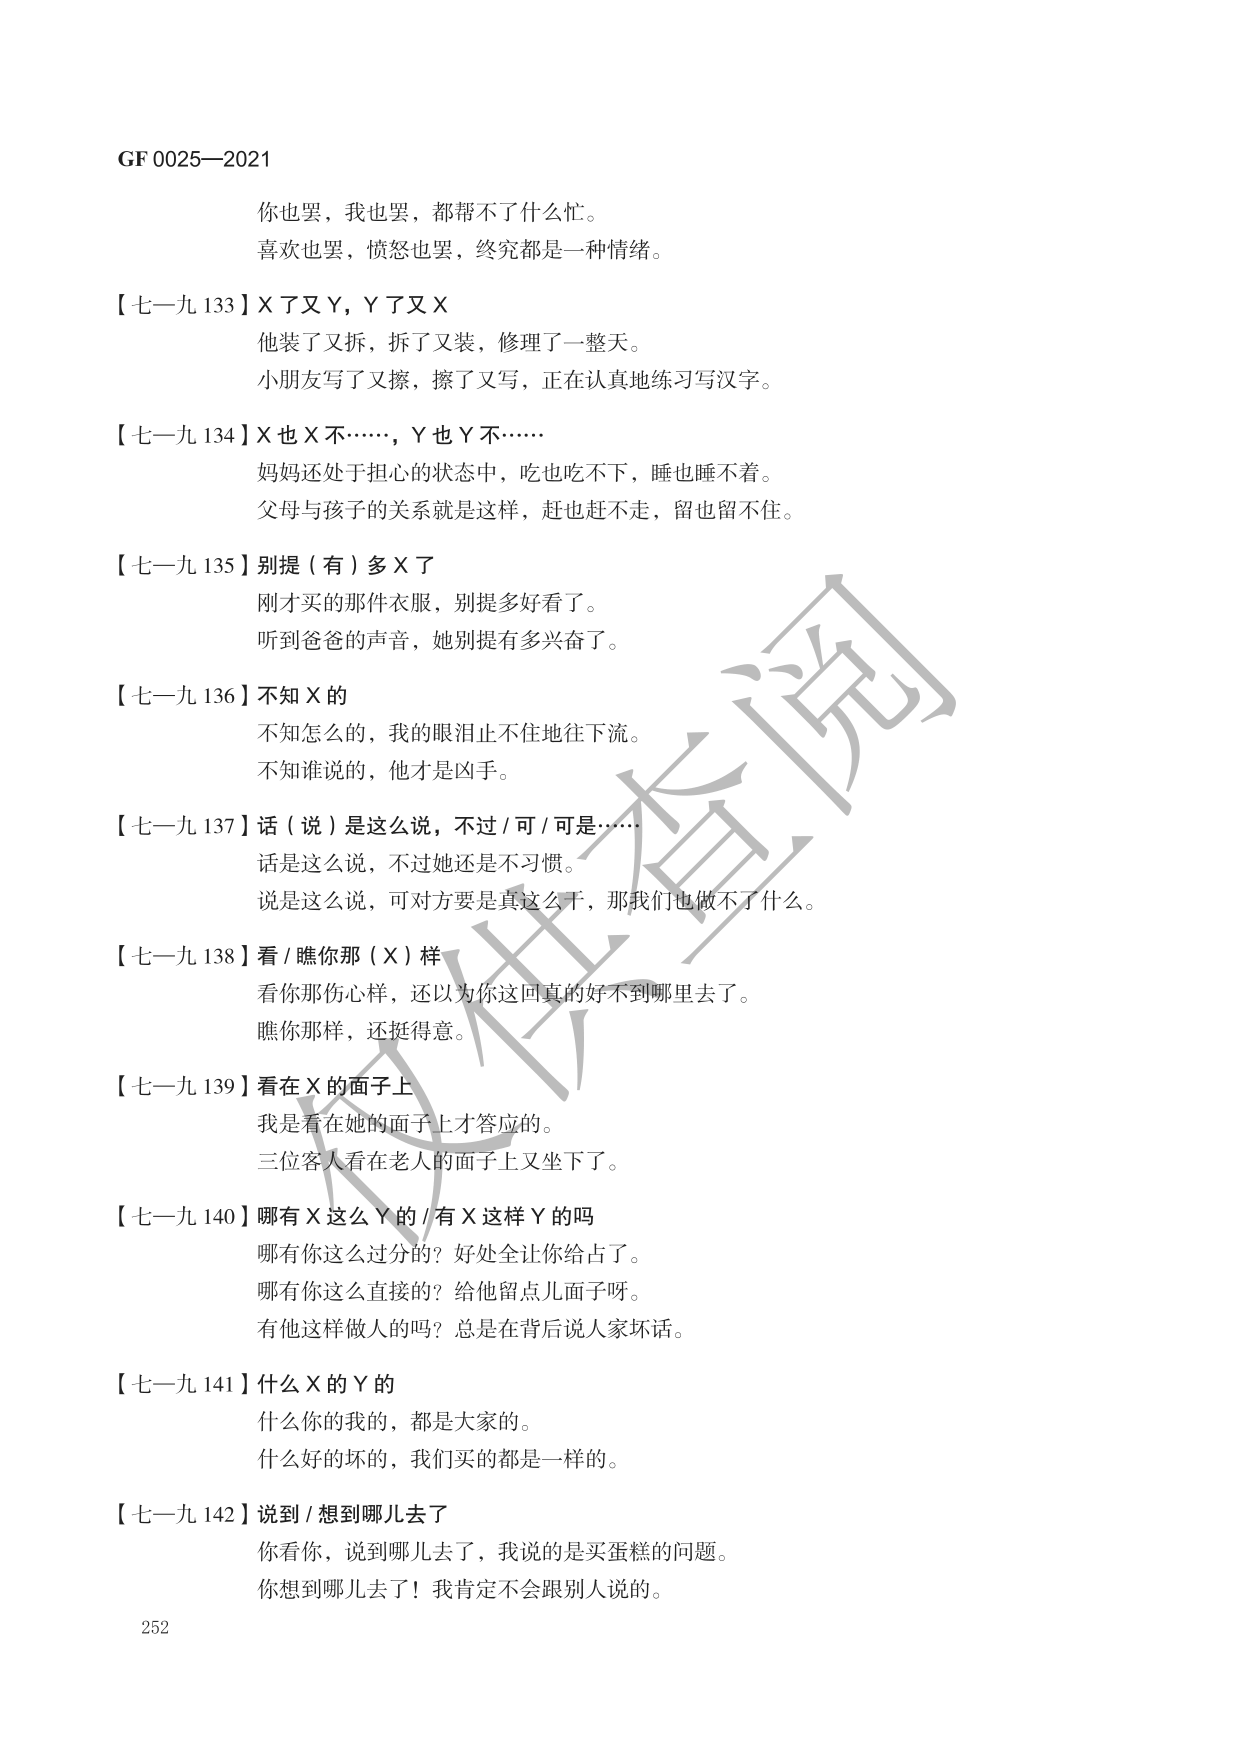 GF 0025—2021
你也罢，我也罢，都帮不了什么忙。
喜欢也罢，愤怒也罢，终究都是一种情绪。
【七—九 133】X 了又 Y，Y 了又 X
他装了又拆，拆了又装，修理了一整天。
小朋友写了又擦，擦了又写，正在认真地练习写汉字。
【七—九 134】X 也 X 不……，Y 也 Y 不……
妈妈还处于担心的状态中，吃也吃不下，睡也睡不着。
父母与孩子的关系就是这样，赶也赶不走，留也留不住。
【七—九 135】别提（有）多 X 了
刚才买的那件衣服，别提多好看了。
听到爸爸的声音，她别提有多兴奋了。
【七—九 136】不知 X 的
不知怎么的，我的眼泪止不住地往下流。
不知谁说的，他才是凶手。
【七—九 137】话（说）是这么说，不过 / 可 / 可是……
话是这么说，不过她还是不习惯。
说是这么说，可对方要是真这么干，那我们也做不了什么。
【七—九 138】看 / 瞧你那（X）样
看你那伤心样，还以为你这回真的好不到哪里去了。
瞧你那样，还挺得意。
【七—九 139】看在 X 的面子上
我是看在她的面子上才答应的。
三位客人看在老人的面子上又坐下了。
【七—九 140】哪有 X 这么 Y 的 / 有 X 这样 Y 的吗
哪有你这么过分的？好处全让你给占了。
哪有你这么直接的？给他留点儿面子呀。
有他这样做人的吗？总是在背后说人家坏话。
【七—九 141】什么 X 的 Y 的
什么你的我的，都是大家的。
什么好的坏的，我们买的都是一样的。
【七—九 142】说到 / 想到哪儿去了
你看你，说到哪儿去了，我说的是买蛋糕的问题。
你想到哪儿去了！我肯定不会跟别人说的。
252
仅供查阅